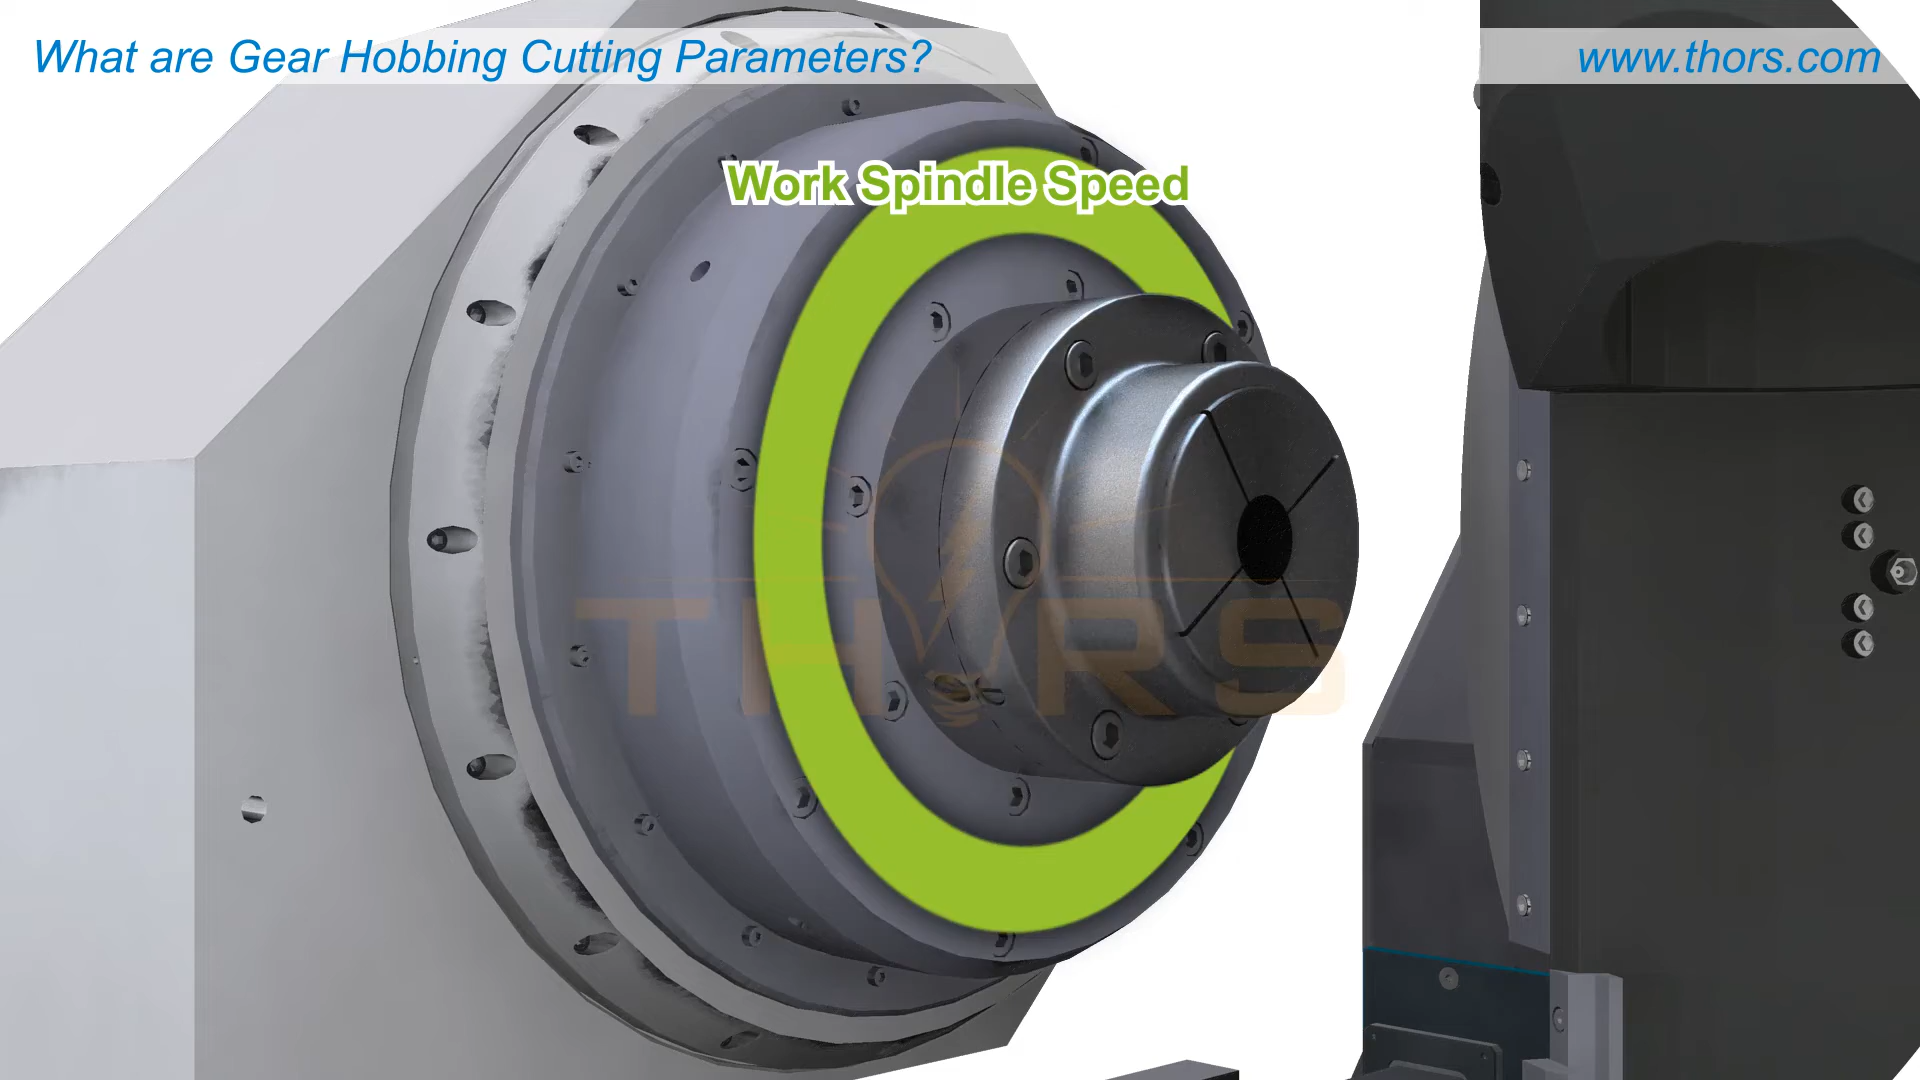 What are Gear Hobbing Cutting Parameters?
www.thors.com
Work Spindle Speed
THORS